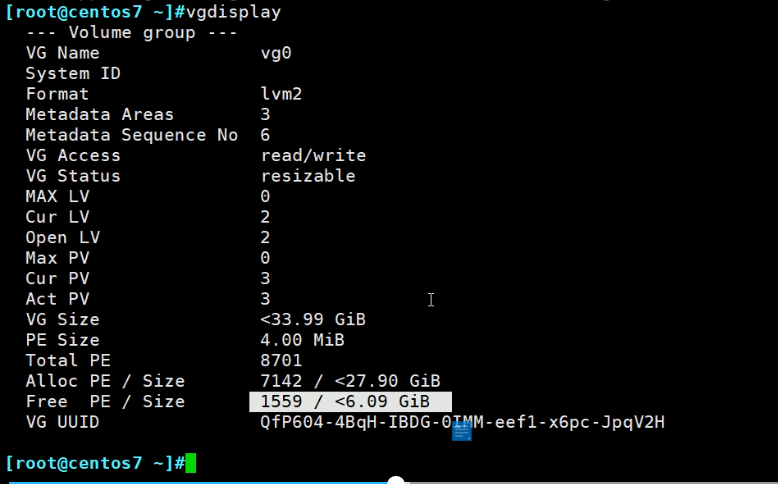 [root@centos7 ~]#vgdisplay
--- Volume group ---
VG Name vg0
System ID
Format lvm2
Metadata Areas 3
Metadata Sequence No 6
VG Access read/write
VG Status resizable
MAX LV 0
Cur LV 2
Open LV 2
Max PV 0
Cur PV 3
Act PV 3
VG Size <33.99 GiB
PE Size 4.00 MiB
Total PE 8701
Alloc PE / Size 7142 / <27.90 GiB
Free PE / Size 1559 / <6.09 GiB
VG UUID QfP604-4BqH-IBDG-0IMM-eef1-x6pc-JpqV2H
[root@centos7 ~]#